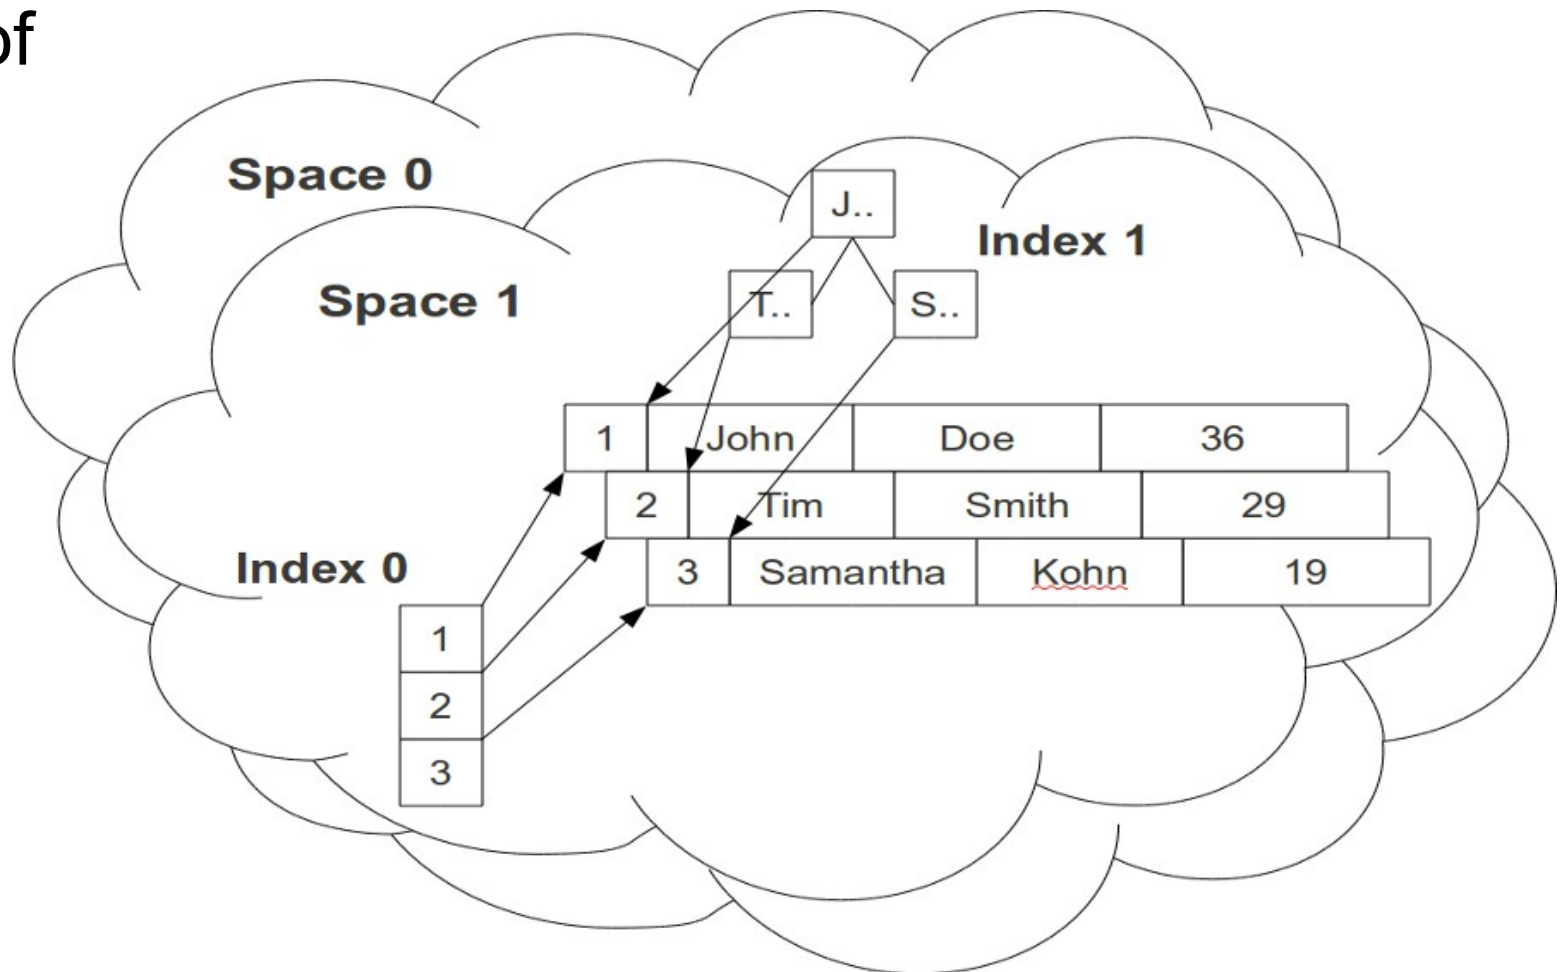 of
Space 0
J..
Index 1
Space 1
T.. S..
1 John Doe 36
2 Tim Smith 29
Index 0
3 Samantha Kohn 19
1
2
3